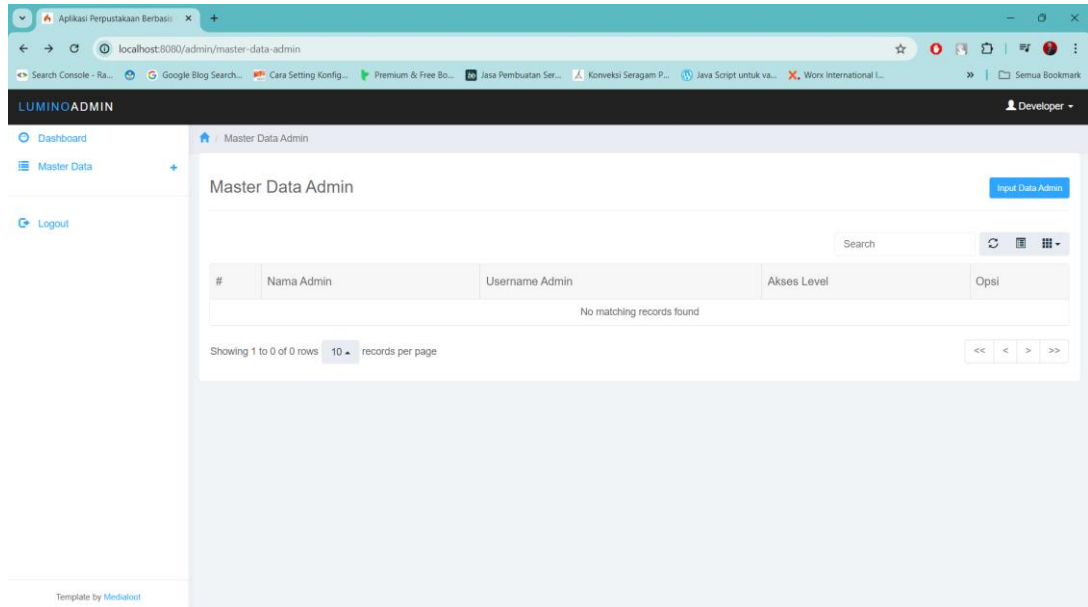 Aplikasi Perpustakaan Berbasis
localhost:8080/admin/master-data-admin
Search Console - Ra... Google Blog Search... Cara Setting Konfig... Premium & Free Bo... Jasa Pembuatan Ser... Konveksi Seragam P... Java Script untuk va... Worx International I... » Semua Bookmark
LUMINOADMIN Developer
Dashboard / Master Data Admin
Master Data +
Master Data Admin Input Data Admin
Logout
Search
# Nama Admin Username Admin Akses Level Opsi
No matching records found
Showing 1 to 0 of 0 rows 10 records per page << < > >>
Template by Medialoot